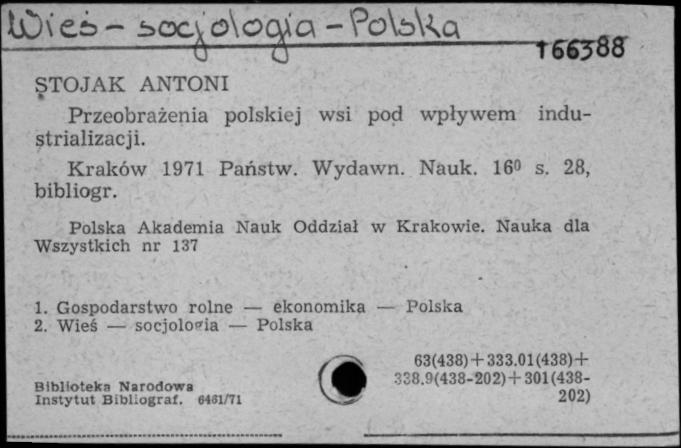 Wieś - socjologia - Polska
166388
STOJAK ANTONI
Przeobrażenia polskiej wsi pod wpływem indu-
strializacji.
Kraków 1971 Państw. Wydawn. Nauk. 16⁰ s. 28,
bibliogr.
Polska Akademia Nauk Oddział w Krakowie. Nauka dla
Wszystkich nr 137
1. Gospodarstwo rolne — ekonomika — Polska
2. Wieś — socjologia — Polska
63(438)+333.01(438)+
338.9(438-202)+301(438-
202)
Biblioteka Narodowa
Instytut Bibliograf. 6461/71